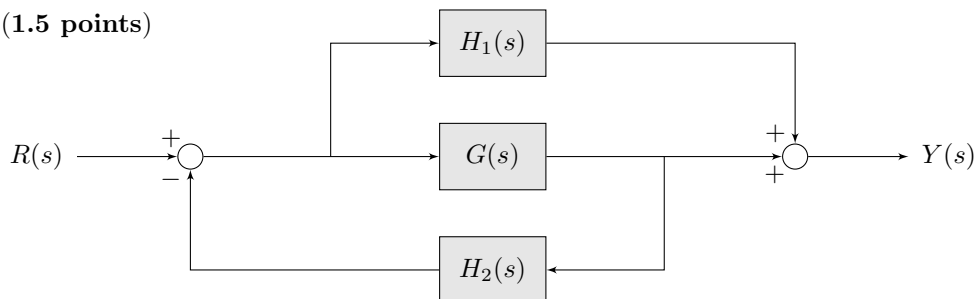 (1.5 points)
H₁(s)
+ +
R(s) G(s) Y(s)
− +
H₂(s)